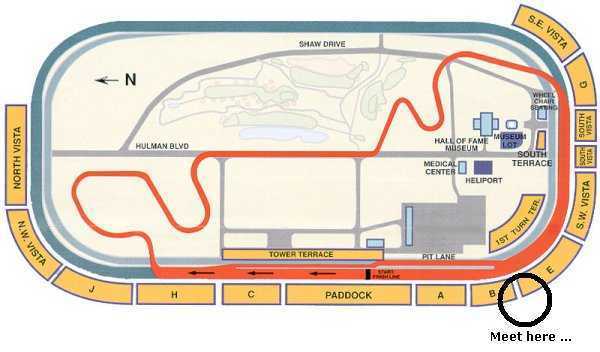 S.E. VISTA
SHAW DRIVE
N
G
WHEEL
CHAIR
SEATING
SOUTH
VISTA
MUSEUM
LOT
HALL OF FAME
MUSEUM
SOUTH
TERRACE
SOUTH
VISTA
HULMAN BLVD
NORTH VISTA
MEDICAL
CENTER
HELIPORT
S.W. VISTA
1ST TURN TER.
N.W. VISTA
TOWER TERRACE
PIT LANE
E
START
FINISH LINE
J
H
C
PADDOCK
A
B
Meet here ...